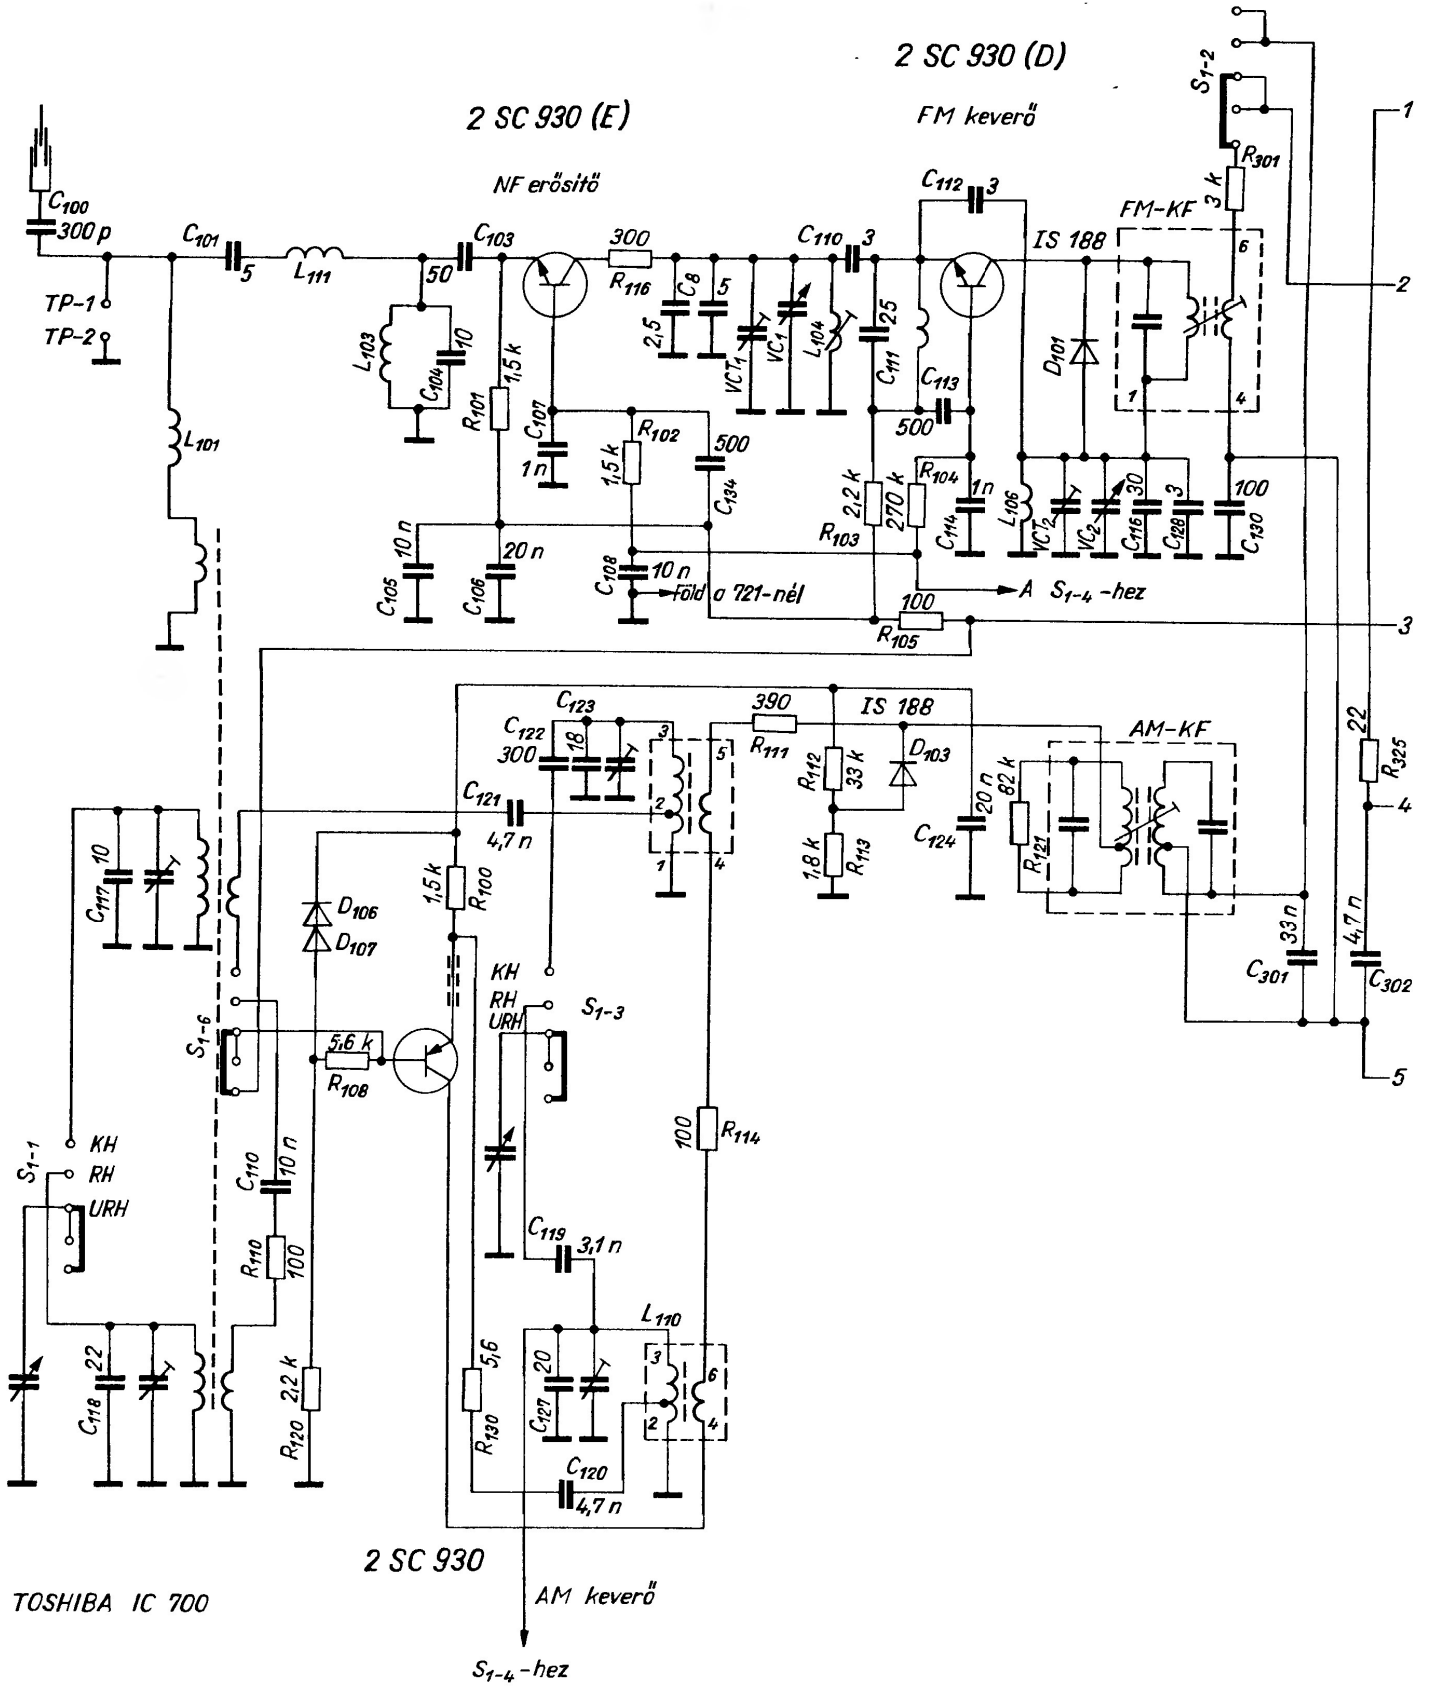 2 SC 930 (D)
S1-2
2 SC 930 (E)
FM keverő
1
NF erősítő
R301
3 k
C100
300 p
C101
5
L111
50
C103
300
R116
C110
3
C112
3
IS 188
FM-KF
6
TP-1
TP-2
C8
2,5
5
VCT1
VC1
L104
25
C111
2
L103
C104
10
1,5 k
R101
C107
1 n
C113
500
D101
1
4
L101
R102
1,5 k
500
C134
2,2 k
R103
R104
270 k
1n
C114
L106
VCT2
VC2
30
C116
3
C128
100
C130
10 n
C105
20 n
C106
C108
10 n
Föld a 721-nél
A S1-4-hez
100
R105
3
C123
C122
300
18
3
5
390
R111
IS 188
R112
33 k
D103
AM-KF
22
R325
C121
4,7 n
2
1
4
1,8 k
R113
20 n
C124
82 k
R121
4
10
C117
1,5 k
R100
D106
D107
33 n
C301
4,7 n
C302
KH
RH
URH
S1-3
S1-6
5,6 k
R108
5
100
R114
S1-1
KH
RH
URH
C110
10 n
R110
100
C119
3,1 n
L110
22
C118
2,2 k
R120
5,6
R130
20
C127
3
2
6
4
C120
4,7 n
2 SC 930
TOSHIBA IC 700
AM keverő
S1-4-hez